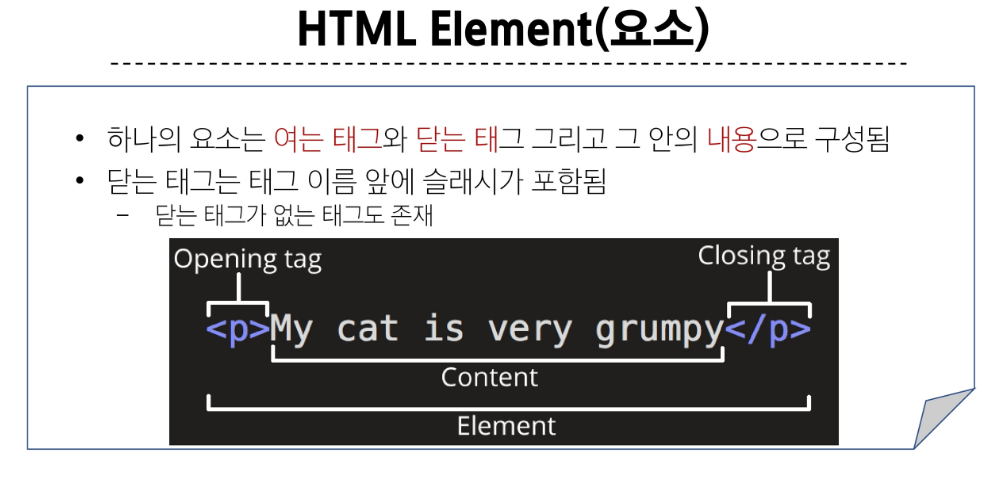 HTML Element(요소)
• 하나의 요소는 여는 태그와 닫는 태그 그리고 그 안의 내용으로 구성됨
• 닫는 태그는 태그 이름 앞에 슬래시가 포함됨
– 닫는 태그가 없는 태그도 존재
Opening tag Closing tag
<p>My cat is very grumpy</p>
Content
Element